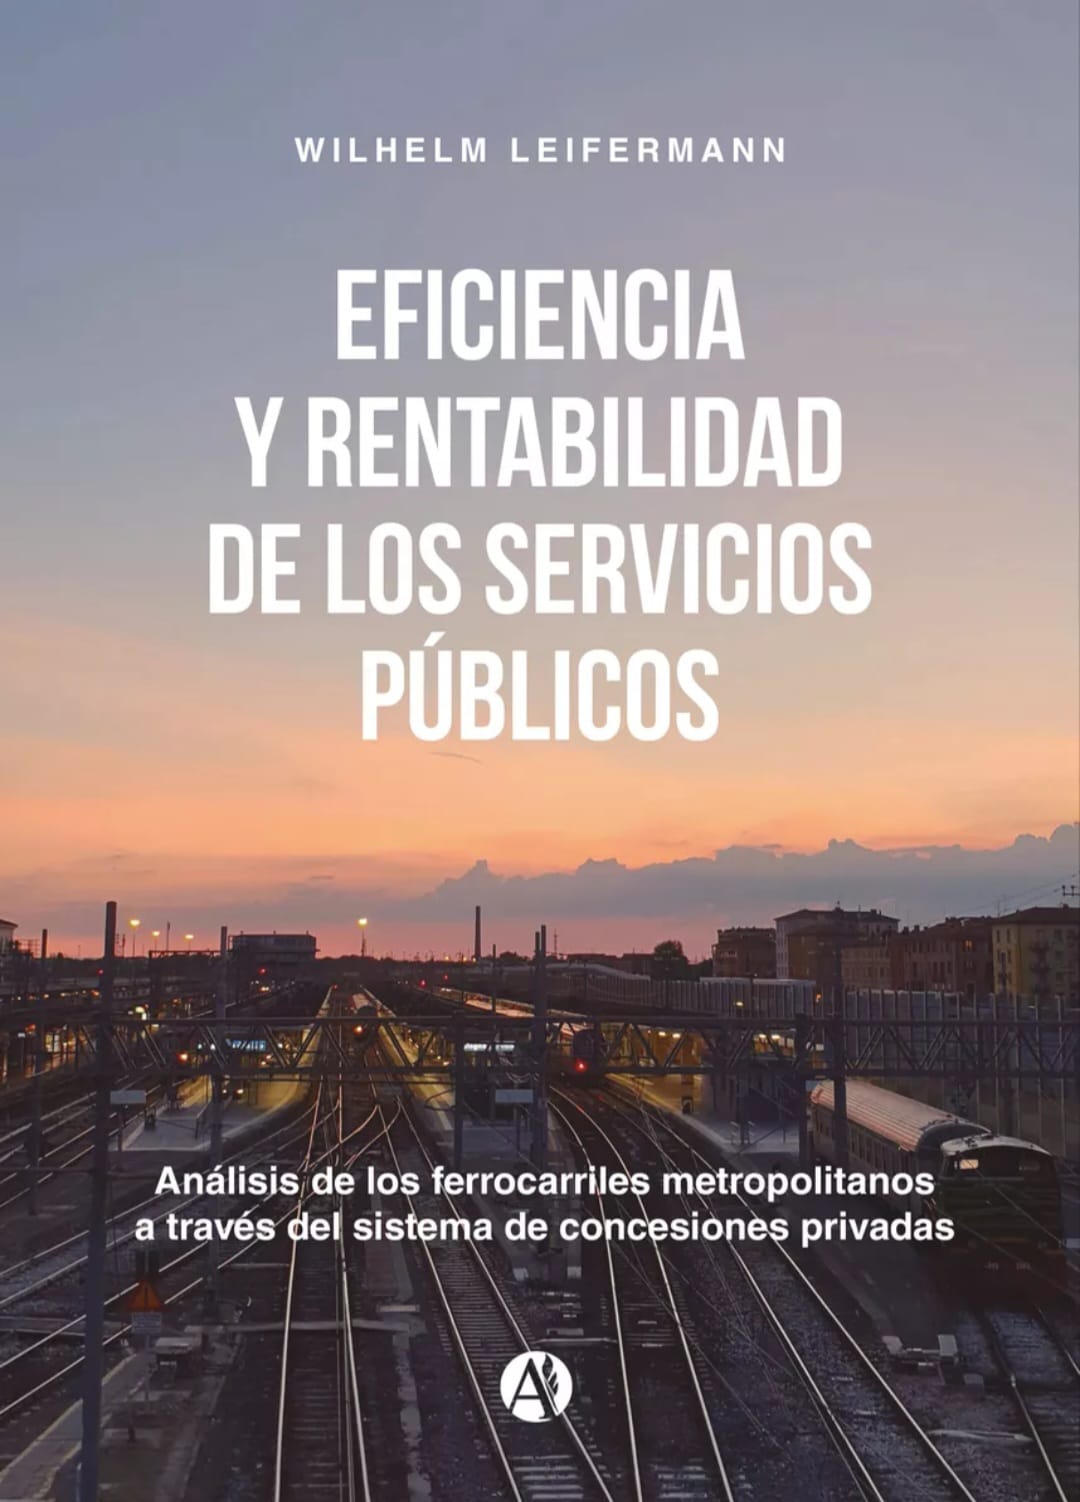 WILHELM LEIFERMANN
EFICIENCIA
Y RENTABILIDAD
DE LOS SERVICIOS
PÚBLICOS
Análisis de los ferrocarriles metropolitanos
a través del sistema de concesiones privadas
A